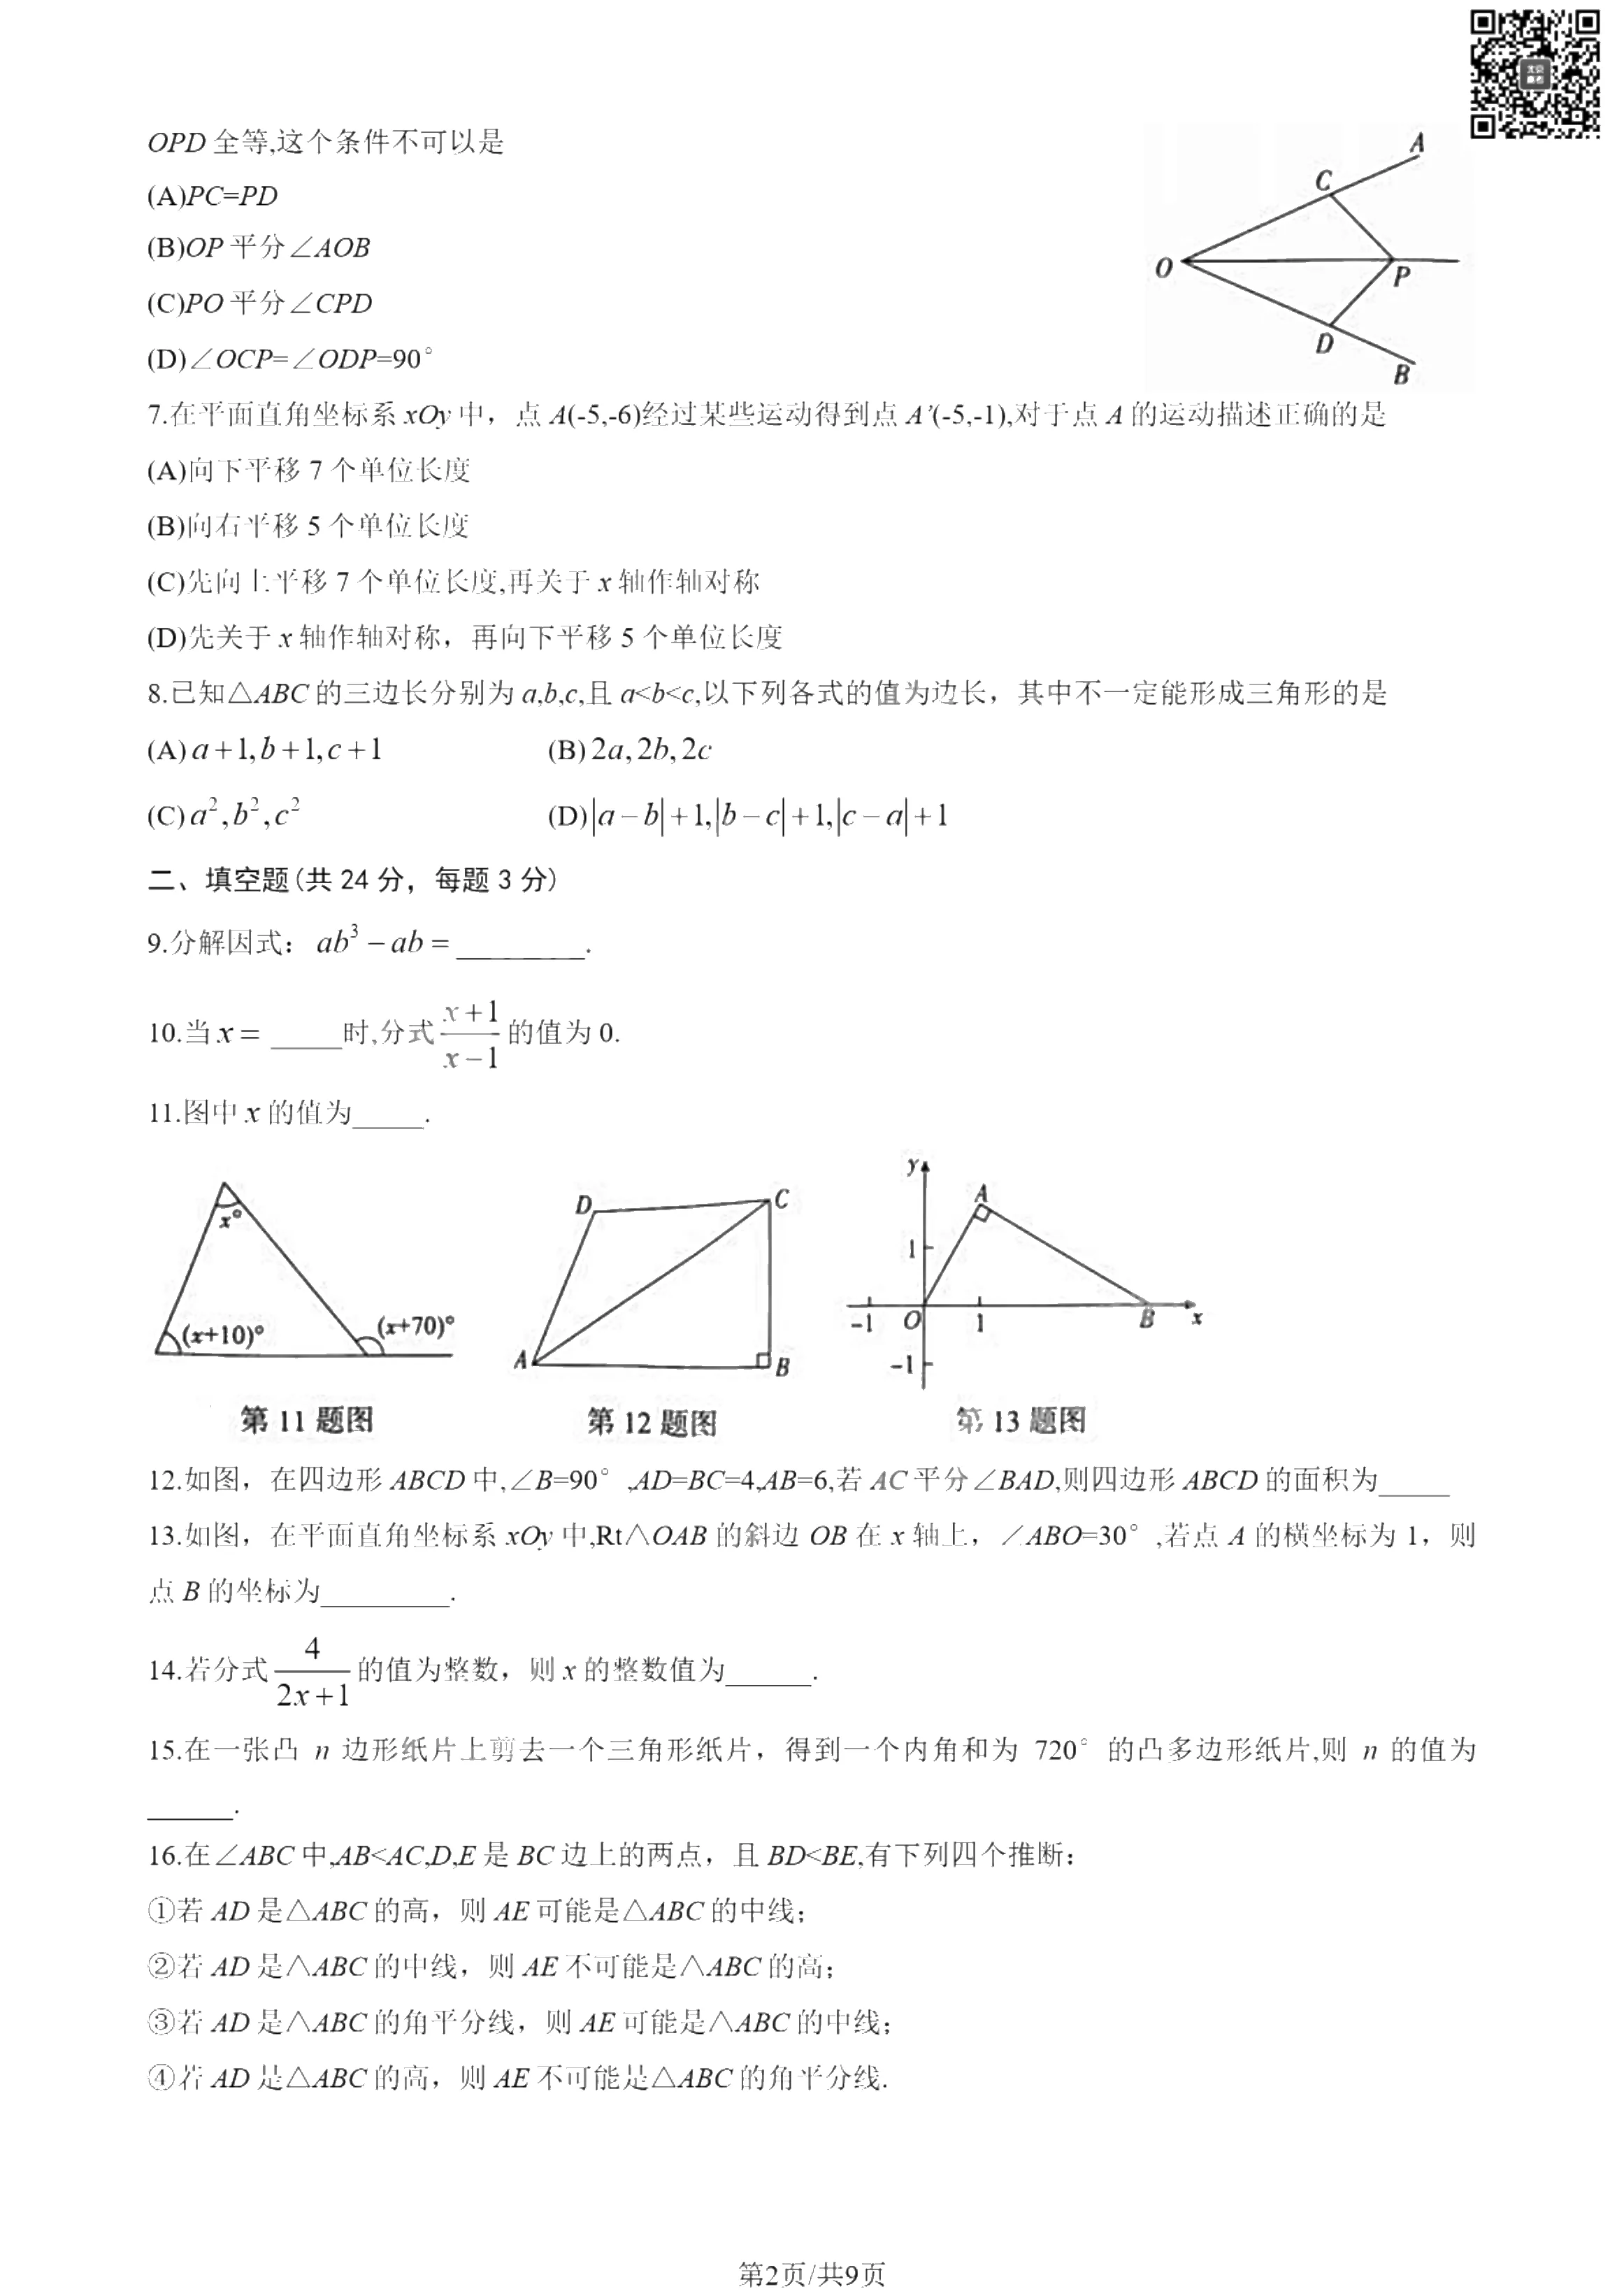 OPD 全等,这个条件不可以是
(A)PC=PD
(B)OP 平分∠AOB
(C)PO 平分∠CPD
(D)∠OCP=∠ODP=90°
A
C
O
P
D
B
7.在平面直角坐标系 xOy 中，点 A(-5,-6)经过某些运动得到点 A’(-5,-1),对于点 A 的运动描述正确的是
(A)向下平移 7 个单位长度
(B)向右平移 5 个单位长度
(C)先向上平移 7 个单位长度,再关于 x 轴作轴对称
(D)先关于 x 轴作轴对称，再向下平移 5 个单位长度
8.已知△ABC 的三边长分别为 a,b,c,且 a<b<c,以下列各式的值为边长，其中不一定能形成三角形的是
(A) a+1,b+1,c+1 (B) 2a,2b,2c
(C) a²,b²,c² (D) |a−b|+1,|b−c|+1,|c−a|+1
二、填空题(共 24 分，每题 3 分)
9.分解因式： ab³−ab= ________.
10.当 x= _____时,分式 (x+1)/(x−1) 的值为 0.
11.图中 x 的值为_____.
x°
(x+10)°
(x+70)°
D
C
A
B
y
A
1
-1
O
1
B
x
-1
第 11 题图 第 12 题图 第 13 题图
12.如图，在四边形 ABCD 中,∠B=90° ,AD=BC=4,AB=6,若 AC 平分∠BAD,则四边形 ABCD 的面积为_____
13.如图，在平面直角坐标系 xOy 中,Rt△OAB 的斜边 OB 在 x 轴上，∠ABO=30° ,若点 A 的横坐标为 1，则
点 B 的坐标为_________.
14.若分式 4/(2x+1) 的值为整数，则 x 的整数值为______.
15.在一张凸 n 边形纸片上剪去一个三角形纸片，得到一个内角和为 720° 的凸多边形纸片,则 n 的值为
______.
16.在∠ABC 中,AB<AC,D,E 是 BC 边上的两点，且 BD<BE,有下列四个推断：
①若 AD 是△ABC 的高，则 AE 可能是△ABC 的中线；
②若 AD 是△ABC 的中线，则 AE 不可能是△ABC 的高；
③若 AD 是△ABC 的角平分线，则 AE 可能是△ABC 的中线；
④若 AD 是△ABC 的高，则 AE 不可能是△ABC 的角平分线.
第2页/共9页